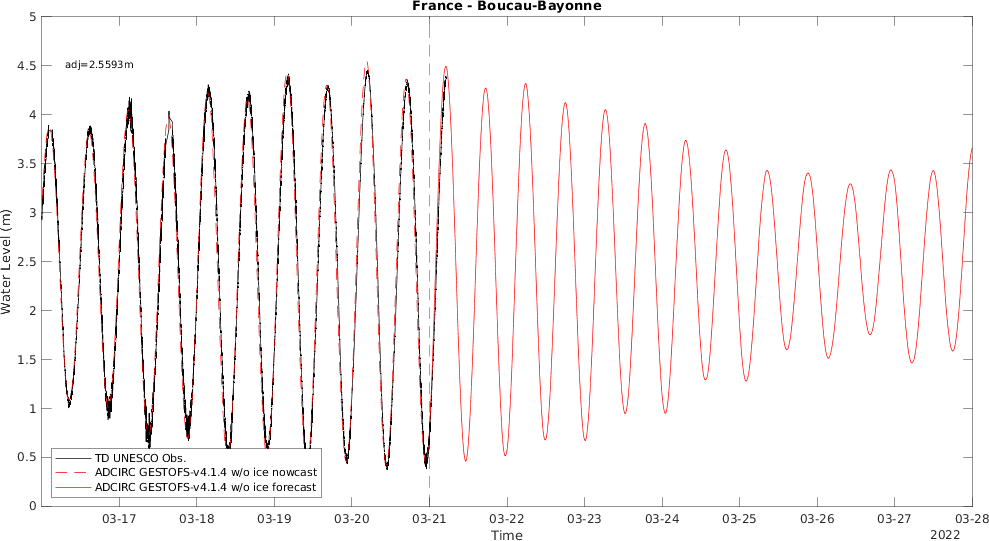 France - Boucau-Bayonne
5
4.5
4
3.5
3
2.5
2
1.5
1
0.5
0
Water Level (m)
adj=2.5593m
TD UNESCO Obs.
ADCIRC GESTOFS-v4.1.4 w/o ice nowcast
ADCIRC GESTOFS-v4.1.4 w/o ice forecast
03-17 03-18 03-19 03-20 03-21 03-22 03-23 03-24 03-25 03-26 03-27 03-28
Time
2022